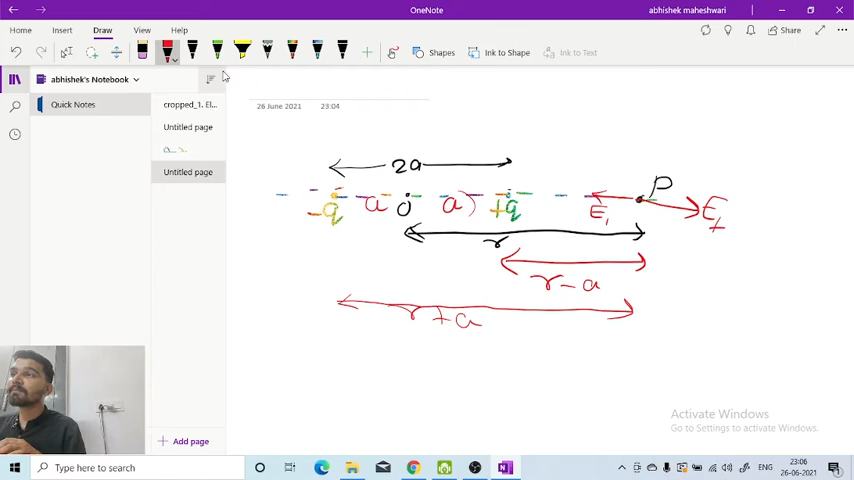 OneNote
abhishek maheshwari
Home Insert Draw View Help
Share
Shapes Ink to Shape Ink to Text
abhishek's Notebook
Quick Notes
cropped_1. El...
Untitled page
Untitled page
Add page
26 June 2021 23:04
2a
-q a O a +q E_ P E+
r
r-a
r+a
Activate Windows
Go to Settings to activate Windows.
Type here to search
ENG
23:06
26-06-2021